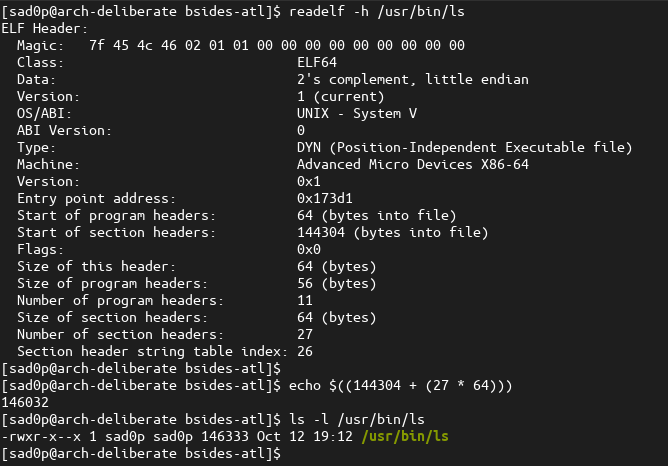 [sad0p@arch-deliberate bsides-atl]$ readelf -h /usr/bin/ls
ELF Header:
  Magic:   7f 45 4c 46 02 01 01 00 00 00 00 00 00 00 00 00
  Class:                             ELF64
  Data:                              2's complement, little endian
  Version:                           1 (current)
  OS/ABI:                            UNIX - System V
  ABI Version:                       0
  Type:                              DYN (Position-Independent Executable file)
  Machine:                           Advanced Micro Devices X86-64
  Version:                           0x1
  Entry point address:               0x173d1
  Start of program headers:          64 (bytes into file)
  Start of section headers:          144304 (bytes into file)
  Flags:                             0x0
  Size of this header:               64 (bytes)
  Size of program headers:           56 (bytes)
  Number of program headers:         11
  Size of section headers:           64 (bytes)
  Number of section headers:         27
  Section header string table index: 26
[sad0p@arch-deliberate bsides-atl]$
[sad0p@arch-deliberate bsides-atl]$ echo $((144304 + (27 * 64)))
146032
[sad0p@arch-deliberate bsides-atl]$ ls -l /usr/bin/ls
-rwxr-x--x 1 sad0p sad0p 146333 Oct 12 19:12 /usr/bin/ls
[sad0p@arch-deliberate bsides-atl]$